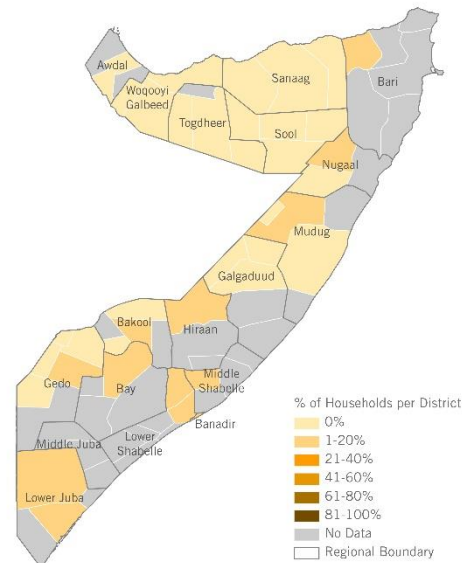 Awdal
Woqooyi
Galbeed
Togdheer
Sanaag
Sool
Bari
Nugaal
Mudug
Galgaduud
Hiraan
Bakool
Gedo
Bay
Middle
Shabelle
Banadir
Middle Juba
Lower
Shabelle
Lower Juba
% of Households per District
0%
1-20%
21-40%
41-60%
61-80%
81-100%
No Data
Regional Boundary